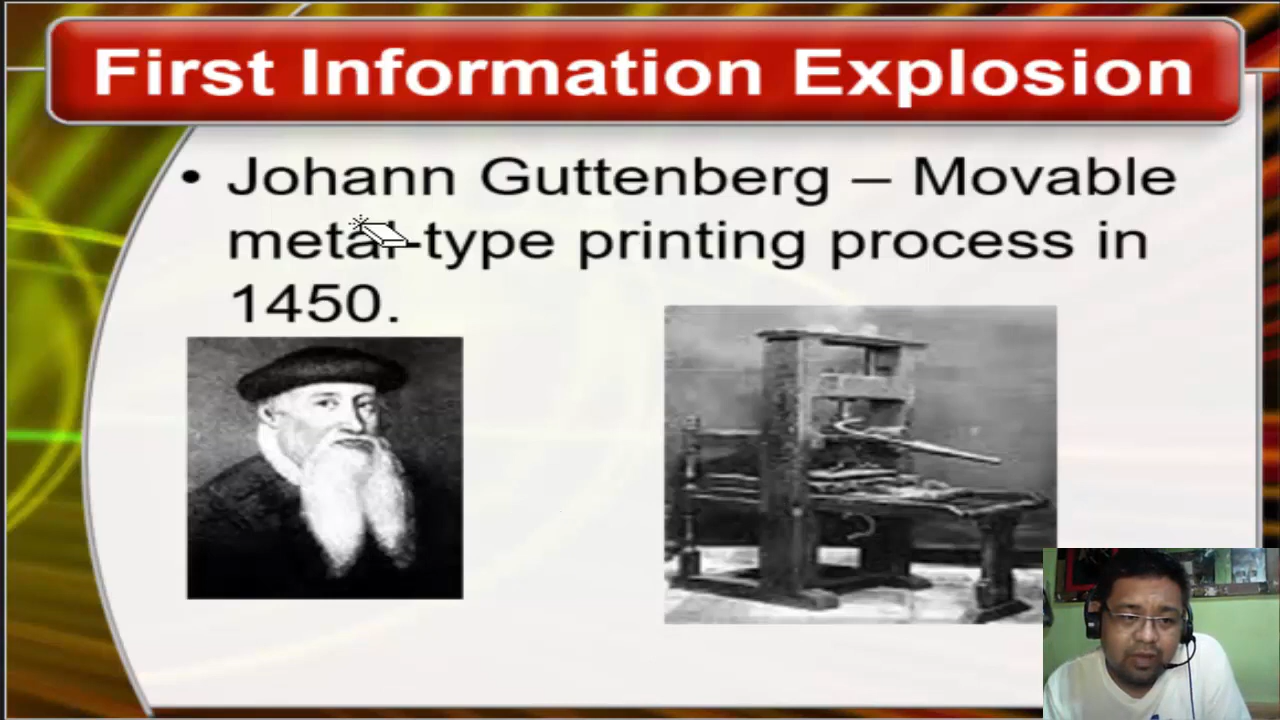 First Information Explosion
• Johann Guttenberg – Movable
metal-type printing process in
1450.